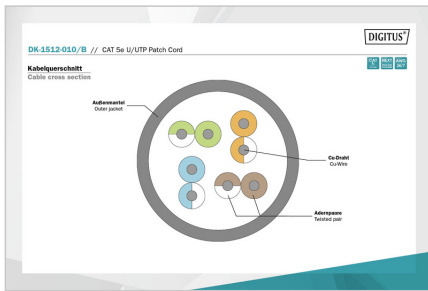 DIGITUS®
DK-1512-010/B // CAT 5e U/UTP Patch Cord
Kabelquerschnitt
Cable cross section
Außenmantel
Outer jacket
Cu-Draht
Cu-Wire
Adernpaare
Twisted pair